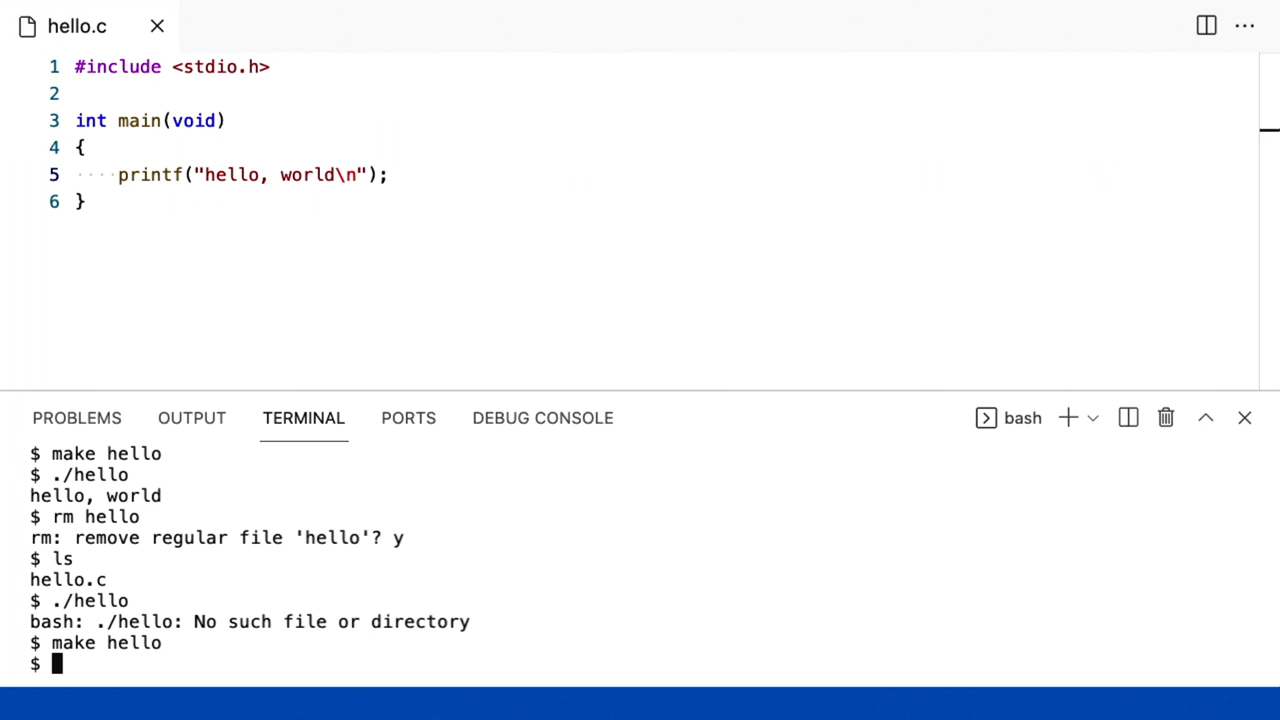 hello.c
1 #include <stdio.h>
2
3 int main(void)
4 {
5 ····printf("hello, world\n");
6 }
PROBLEMS OUTPUT TERMINAL PORTS DEBUG CONSOLE bash
$ make hello
$ ./hello
hello, world
$ rm hello
rm: remove regular file 'hello'? y
$ ls
hello.c
$ ./hello
bash: ./hello: No such file or directory
$ make hello
$